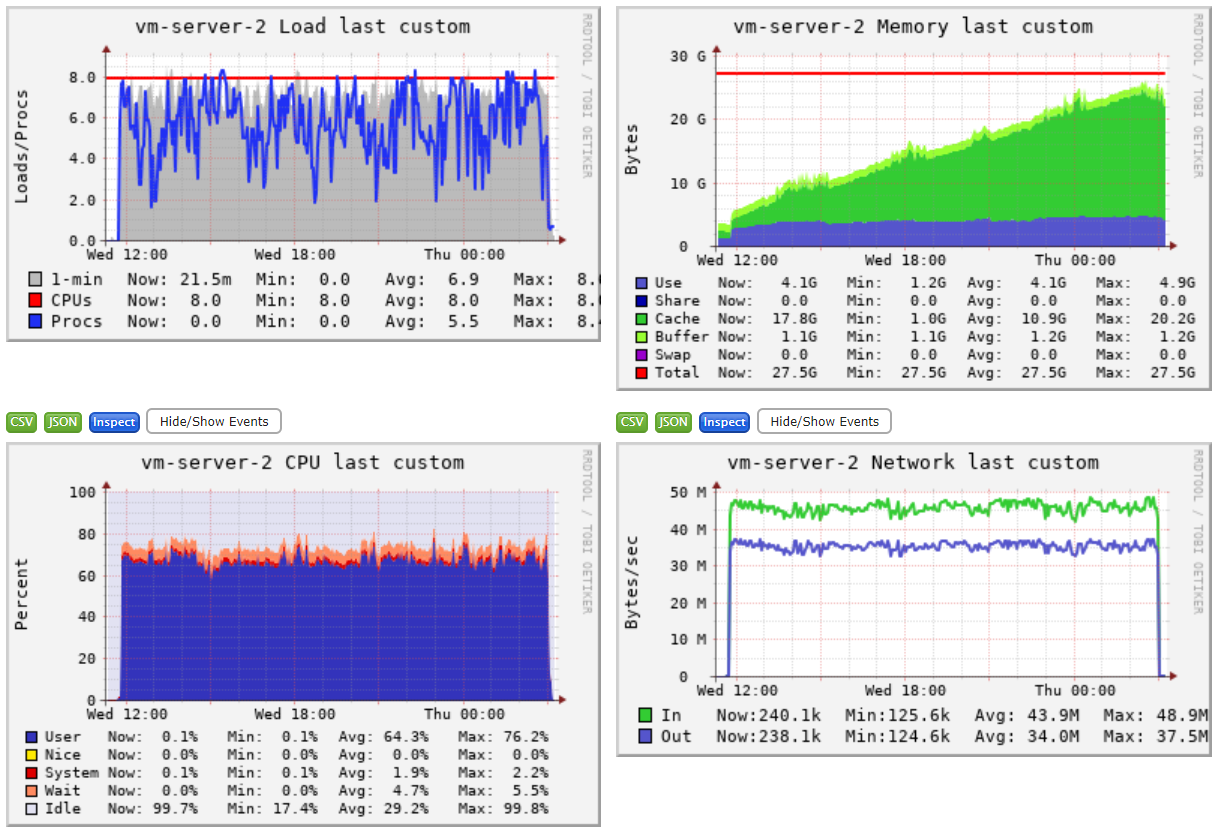 vm-server-2 Load last custom
RRDTOOL / TOBI OETIKER
Loads/Procs
8.0
6.0
4.0
2.0
0.0
Wed 12:00 Wed 18:00 Thu 00:00
1-min Now: 21.5m Min: 0.0 Avg: 6.9 Max: 8.
CPUs Now: 8.0 Min: 8.0 Avg: 8.0 Max: 8.
Procs Now: 0.0 Min: 0.0 Avg: 5.5 Max: 8.
vm-server-2 Memory last custom
RRDTOOL / TOBI OETIKER
Bytes
30 G
20 G
10 G
0
Wed 12:00 Wed 18:00 Thu 00:00
Use Now: 4.1G Min: 1.2G Avg: 4.1G Max: 4.9G
Share Now: 0.0 Min: 0.0 Avg: 0.0 Max: 0.0
Cache Now: 17.8G Min: 1.0G Avg: 10.9G Max: 20.2G
Buffer Now: 1.1G Min: 1.1G Avg: 1.2G Max: 1.2G
Swap Now: 0.0 Min: 0.0 Avg: 0.0 Max: 0.0
Total Now: 27.5G Min: 27.5G Avg: 27.5G Max: 27.5G
CSV JSON Inspect Hide/Show Events
CSV JSON Inspect Hide/Show Events
vm-server-2 CPU last custom
RRDTOOL / TOBI OETIKER
Percent
100
80
60
40
20
0
Wed 12:00 Wed 18:00 Thu 00:00
User Now: 0.1% Min: 0.1% Avg: 64.3% Max: 76.2%
Nice Now: 0.0% Min: 0.0% Avg: 0.0% Max: 0.0%
System Now: 0.1% Min: 0.1% Avg: 1.9% Max: 2.2%
Wait Now: 0.0% Min: 0.0% Avg: 4.7% Max: 5.5%
Idle Now: 99.7% Min: 17.4% Avg: 29.2% Max: 99.8%
vm-server-2 Network last custom
RRDTOOL / TOBI OETIKER
Bytes/sec
50 M
40 M
30 M
20 M
10 M
0
Wed 12:00 Wed 18:00 Thu 00:00
In Now:240.1k Min:125.6k Avg: 43.9M Max: 48.9M
Out Now:238.1k Min:124.6k Avg: 34.0M Max: 37.5M